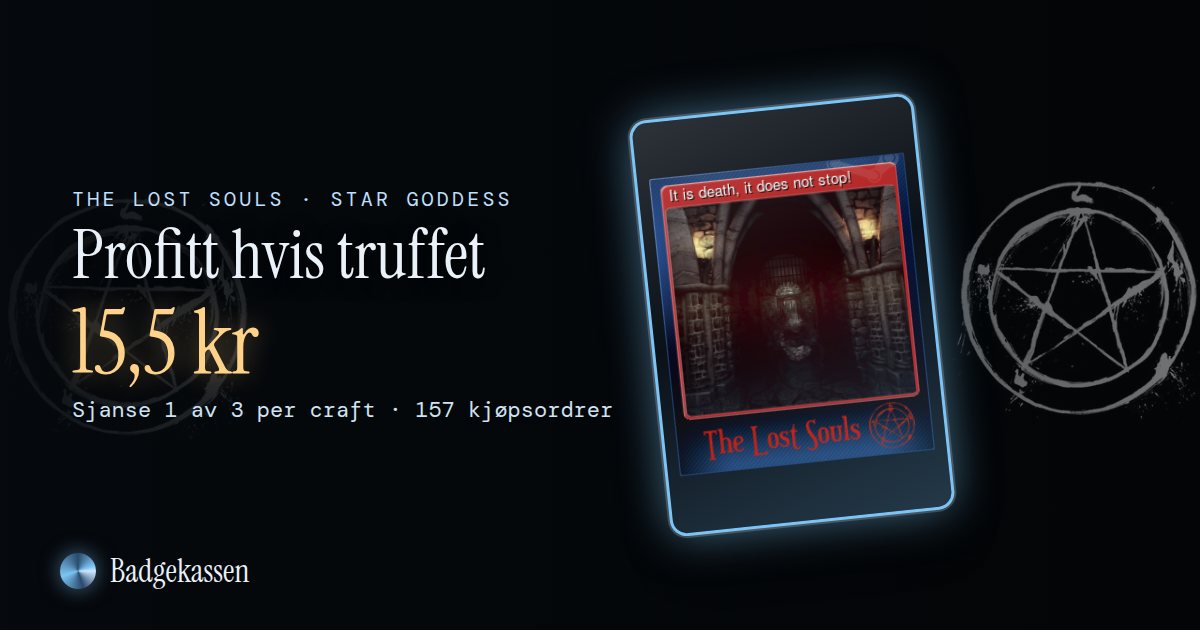 THE LOST SOULS · STAR GODDESS
Profitt hvis truffet
15,5 kr
Sjanse 1 av 3 per craft · 157 kjøpsordrer
It is death, it does not stop!
The Lost Souls
Badgekassen